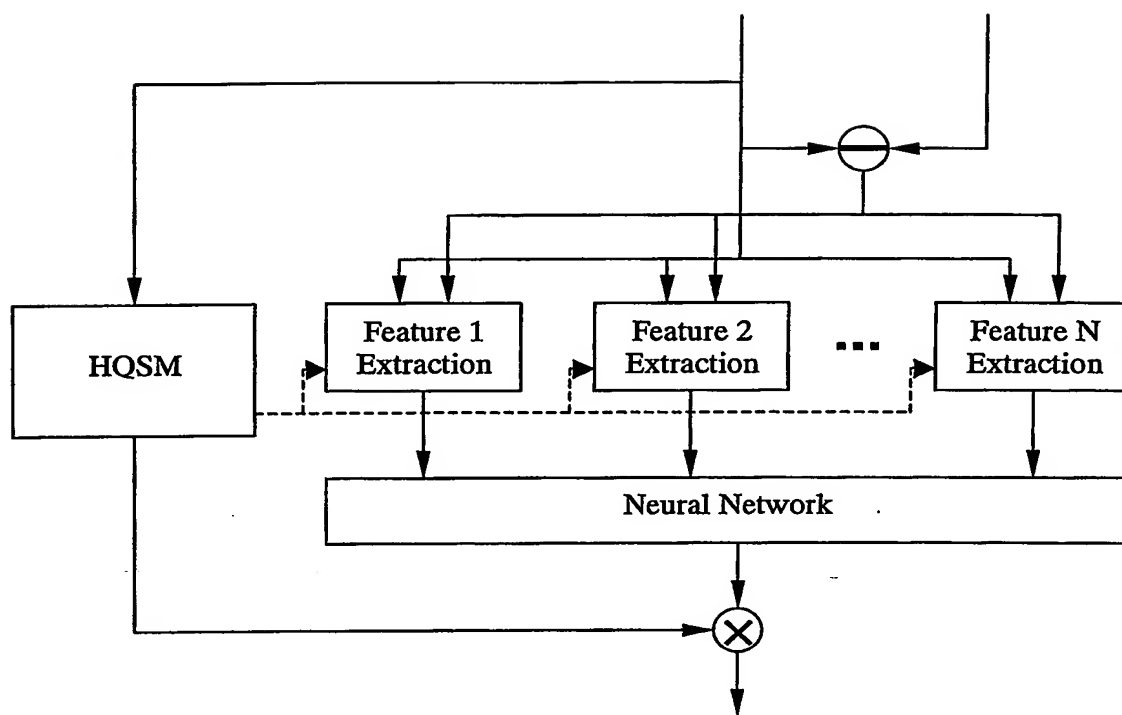 HQSM
Feature 1
Extraction
Feature 2
Extraction
...
Feature N
Extraction
Neural Network